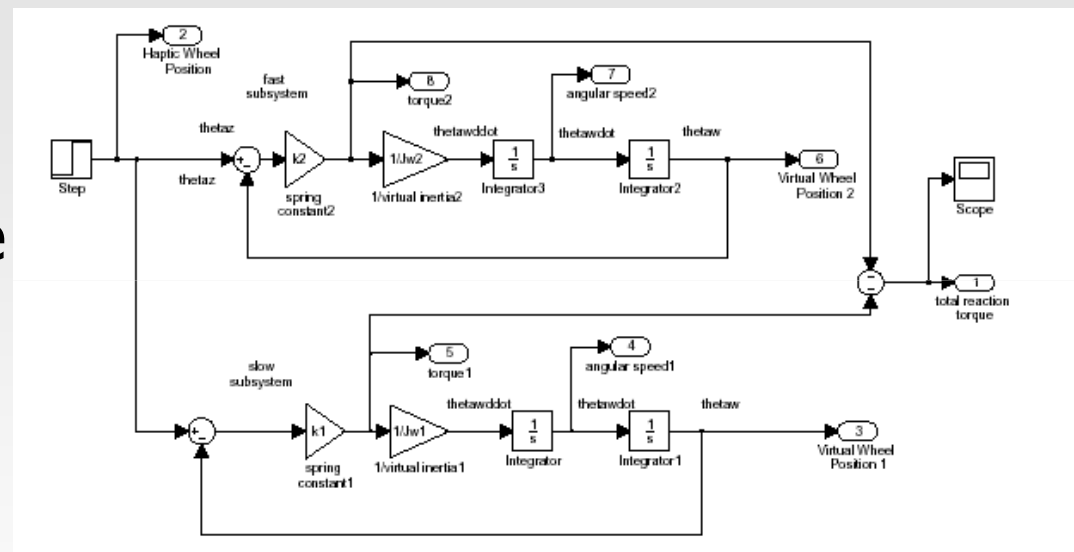 2
Haptic Wheel
Position
fast
subsystem
8
torque2
7
angular speed2
thetaz
thetawddot
thetawdot
thetaw
Step
+
-
k2
1/Jw2
1
s
1
s
6
thetaz
spring
constant2
1/virtual inertia2
Integrator3
Integrator2
Virtual Wheel
Position 2
Scope
e
-
-
1
total reaction
torque
5
torque1
4
angular speed1
slow
subsystem
thetawddot
thetawdot
thetaw
+
-
k1
1/Jw1
1
s
1
s
3
spring
constant1
1/virtual inertia1
Integrator
Integrator1
Virtual Wheel
Position 1